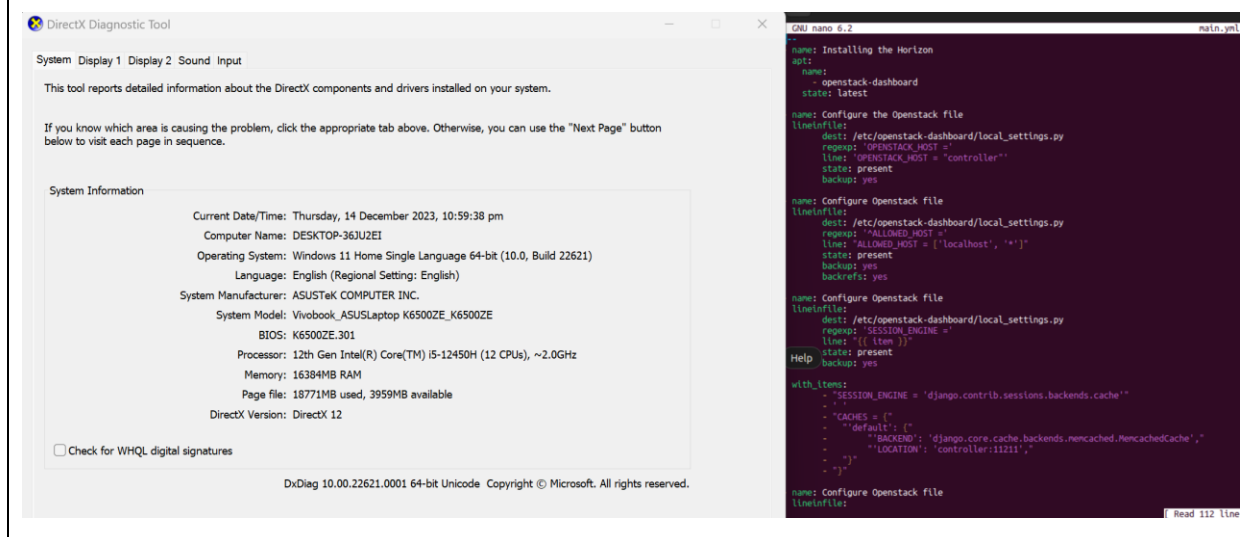 DirectX Diagnostic Tool
System Display 1 Display 2 Sound Input
This tool reports detailed information about the DirectX components and drivers installed on your system.
If you know which area is causing the problem, click the appropriate tab above. Otherwise, you can use the "Next Page" button
below to visit each page in sequence.
System Information
Current Date/Time: Thursday, 14 December 2023, 10:59:38 pm
Computer Name: DESKTOP-36JU2EI
Operating System: Windows 11 Home Single Language 64-bit (10.0, Build 22621)
Language: English (Regional Setting: English)
System Manufacturer: ASUSTeK COMPUTER INC.
System Model: Vivobook_ASUSLaptop K6500ZE_K6500ZE
BIOS: K6500ZE.301
Processor: 12th Gen Intel(R) Core(TM) i5-12450H (12 CPUs), ~2.0GHz
Memory: 16384MB RAM
Page file: 18771MB used, 3959MB available
DirectX Version: DirectX 12
Check for WHQL digital signatures
DxDiag 10.00.22621.0001 64-bit Unicode Copyright © Microsoft. All rights reserved.
GNU nano 6.2 main.yml
--
name: Installing the Horizon
apt:
name:
- openstack-dashboard
state: latest
name: Configure the Openstack file
lineinfile:
dest: /etc/openstack-dashboard/local_settings.py
regexp: 'OPENSTACK_HOST ='
line: 'OPENSTACK_HOST = "controller"'
state: present
backup: yes
name: Configure Openstack file
lineinfile:
dest: /etc/openstack-dashboard/local_settings.py
regexp: '^ALLOWED_HOST ='
line: "ALLOWED_HOST = ['localhost', '*']"
state: present
backup: yes
backrefs: yes
name: Configure Openstack file
lineinfile:
dest: /etc/openstack-dashboard/local_settings.py
regexp: 'SESSION_ENGINE ='
line: "{{ item }}"
state: present
Help
backup: yes
with_items:
- "SESSION_ENGINE = 'django.contrib.sessions.backends.cache'"
- ' '
- "CACHES = {"
- "'default': {"
- "'BACKEND': 'django.core.cache.backends.memcached.MemcachedCache',"
- "'LOCATION': 'controller:11211',"
- "}"
- "}"
name: Configure Openstack file
lineinfile:
[ Read 112 line